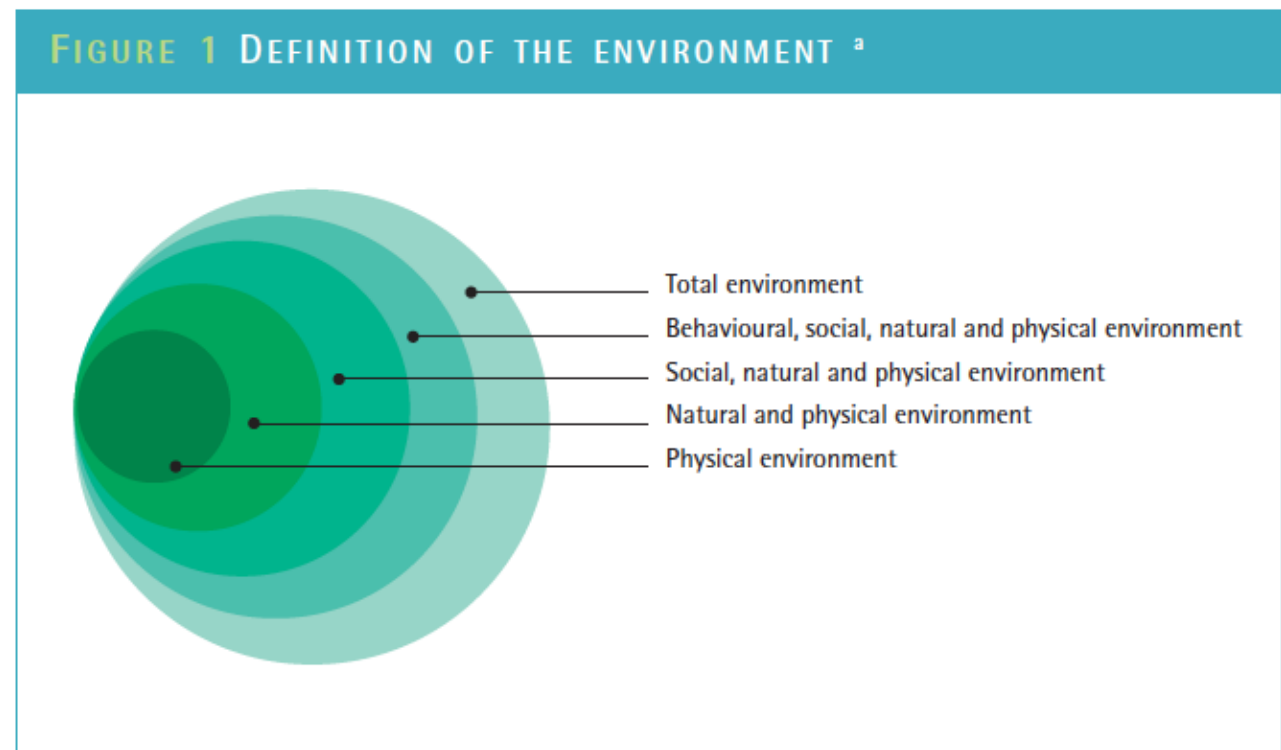 FIGURE 1 DEFINITION OF THE ENVIRONMENT a
Total environment
Behavioural, social, natural and physical environment
Social, natural and physical environment
Natural and physical environment
Physical environment